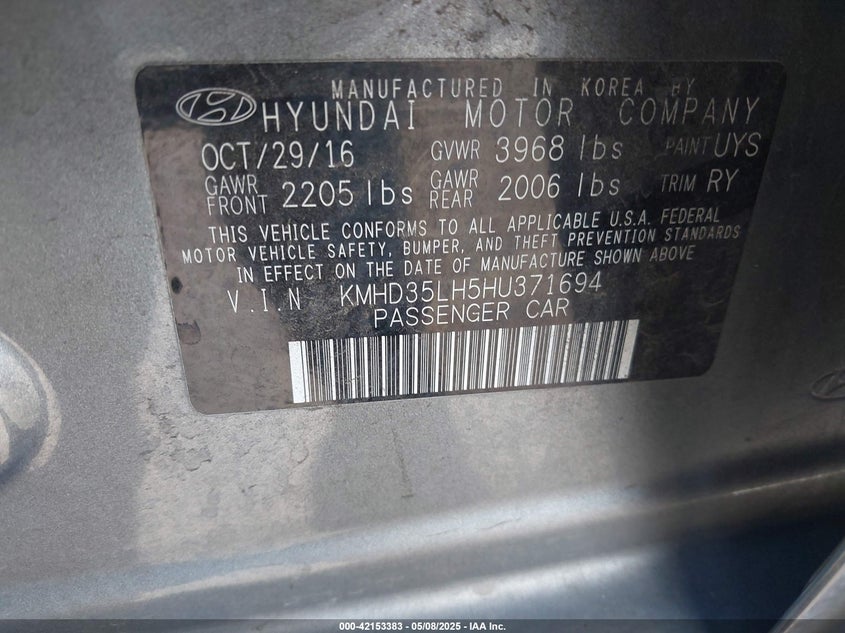 MANUFACTURED IN KOREA BY
HYUNDAI MOTOR COMPANY
OCT/29/16 GVWR 3968 lbs PAINT UYS
GAWR FRONT 2205 lbs GAWR REAR 2006 lbs TRIM RY
THIS VEHICLE CONFORMS TO ALL APPLICABLE U.S.A. FEDERAL
MOTOR VEHICLE SAFETY, BUMPER, AND THEFT PREVENTION STANDARDS
IN EFFECT ON THE DATE OF MANUFACTURE SHOWN ABOVE
V.I.N KMHD35LH5HU371694
PASSENGER CAR
000-42153383 - 05/08/2025 - IAA Inc.